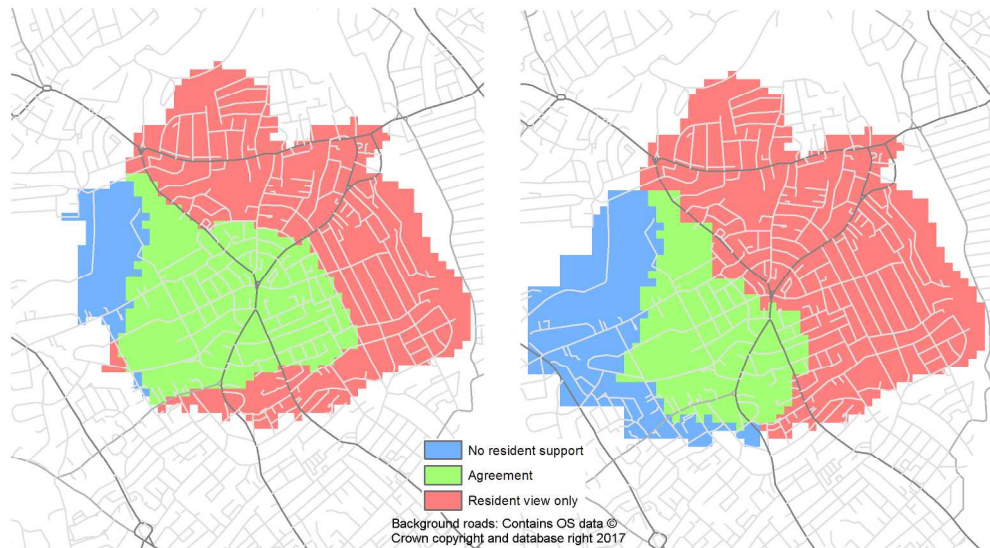 No resident support
Agreement
Resident view only
Background roads: Contains OS data ©
Crown copyright and database right 2017